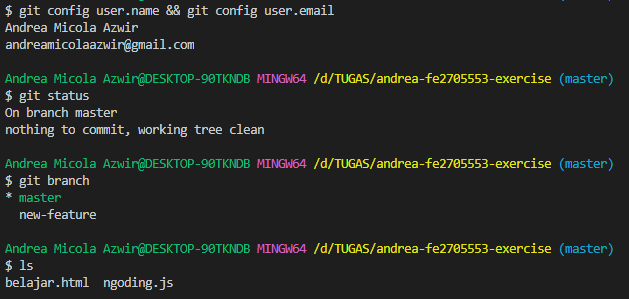 $ git config user.name && git config user.email
Andrea Micola Azwir
andreamicolaazwir@gmail.com
Andrea Micola Azwir@DESKTOP-90TKNDB MINGW64 /d/TUGAS/andrea-fe2705553-exercise (master)
$ git status
On branch master
nothing to commit, working tree clean
Andrea Micola Azwir@DESKTOP-90TKNDB MINGW64 /d/TUGAS/andrea-fe2705553-exercise (master)
$ git branch
* master
  new-feature
Andrea Micola Azwir@DESKTOP-90TKNDB MINGW64 /d/TUGAS/andrea-fe2705553-exercise (master)
$ ls
belajar.html  ngoding.js